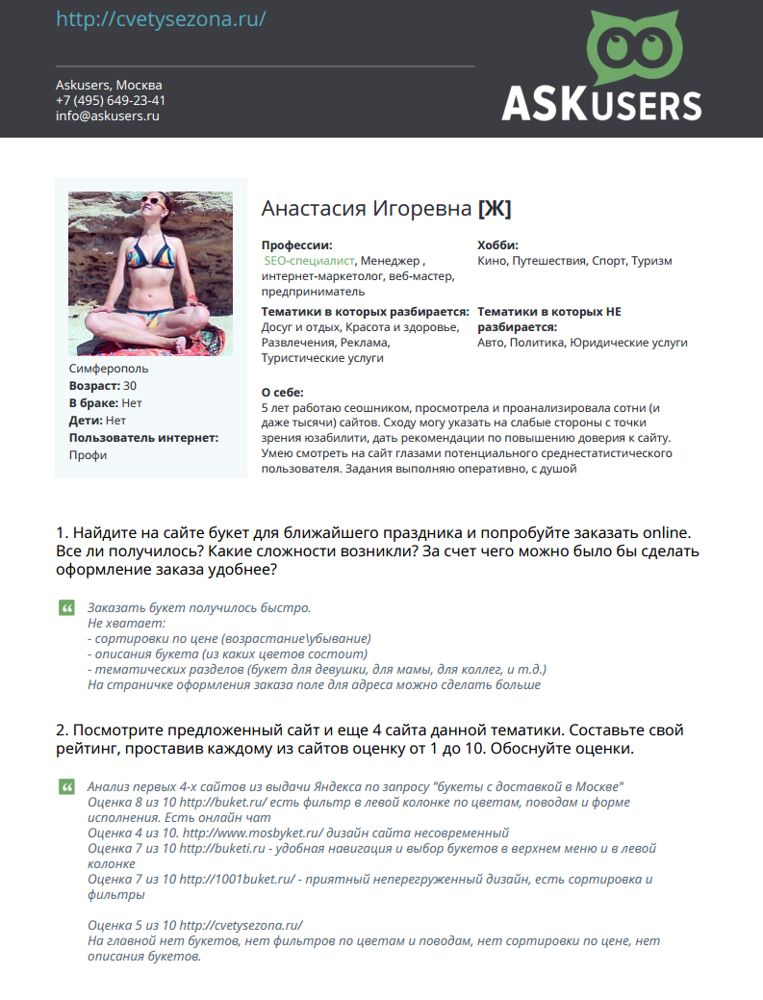 http://cvetysezona.ru/
Askusers, Москва
+7 (495) 649-23-41
info@askusers.ru
ASKUSERS
Анастасия Игоревна [Ж]
Профессии:
SEO-специалист, Менеджер ,
интернет-маркетолог, веб-мастер,
предприниматель
Хобби:
Кино, Путешествия, Спорт, Туризм
Тематики в которых разбирается:
Досуг и отдых, Красота и здоровье,
Развлечения, Реклама,
Туристические услуги
Тематики в которых НЕ
разбирается:
Авто, Политика, Юридические услуги
Симферополь
Возраст: 30
В браке: Нет
Дети: Нет
Пользователь интернет:
Профи
О себе:
5 лет работаю сеошником, просмотрела и проанализировала сотни (и
даже тысячи) сайтов. Сходу могу указать на слабые стороны с точки
зрения юзабилити, дать рекомендации по повышению доверия к сайту.
Умею смотреть на сайт глазами потенциального среднестатистического
пользователя. Задания выполняю оперативно, с душой
1. Найдите на сайте букет для ближайшего праздника и попробуйте заказать online.
Все ли получилось? Какие сложности возникли? За счет чего можно было бы сделать
оформление заказа удобнее?
Заказать букет получилось быстро.
Не хватает:
- сортировки по цене (возрастание\убывание)
- описания букета (из каких цветов состоит)
- тематических разделов (букет для девушки, для мамы, для коллег, и т.д.)
На страничке оформления заказа поле для адреса можно сделать больше
2. Посмотрите предложенный сайт и еще 4 сайта данной тематики. Составьте свой
рейтинг, проставив каждому из сайтов оценку от 1 до 10. Обоснуйте оценки.
Анализ первых 4-х сайтов из выдачи Яндекса по запросу "букеты с доставкой в Москве"
Оценка 8 из 10 http://buket.ru/ есть фильтр в левой колонке по цветам, поводам и форме
исполнения. Есть онлайн чат
Оценка 4 из 10. http://www.mosbyket.ru/ дизайн сайта несовременный
Оценка 7 из 10 http://buketi.ru - удобная навигация и выбор букетов в верхнем меню и в левой
колонке
Оценка 7 из 10 http://1001buket.ru/ - приятный неперегруженный дизайн, есть сортировка и
фильтры
Оценка 5 из 10 http://cvetysezona.ru/
На главной нет букетов, нет фильтров по цветам и поводам, нет сортировки по цене, нет
описания букетов.